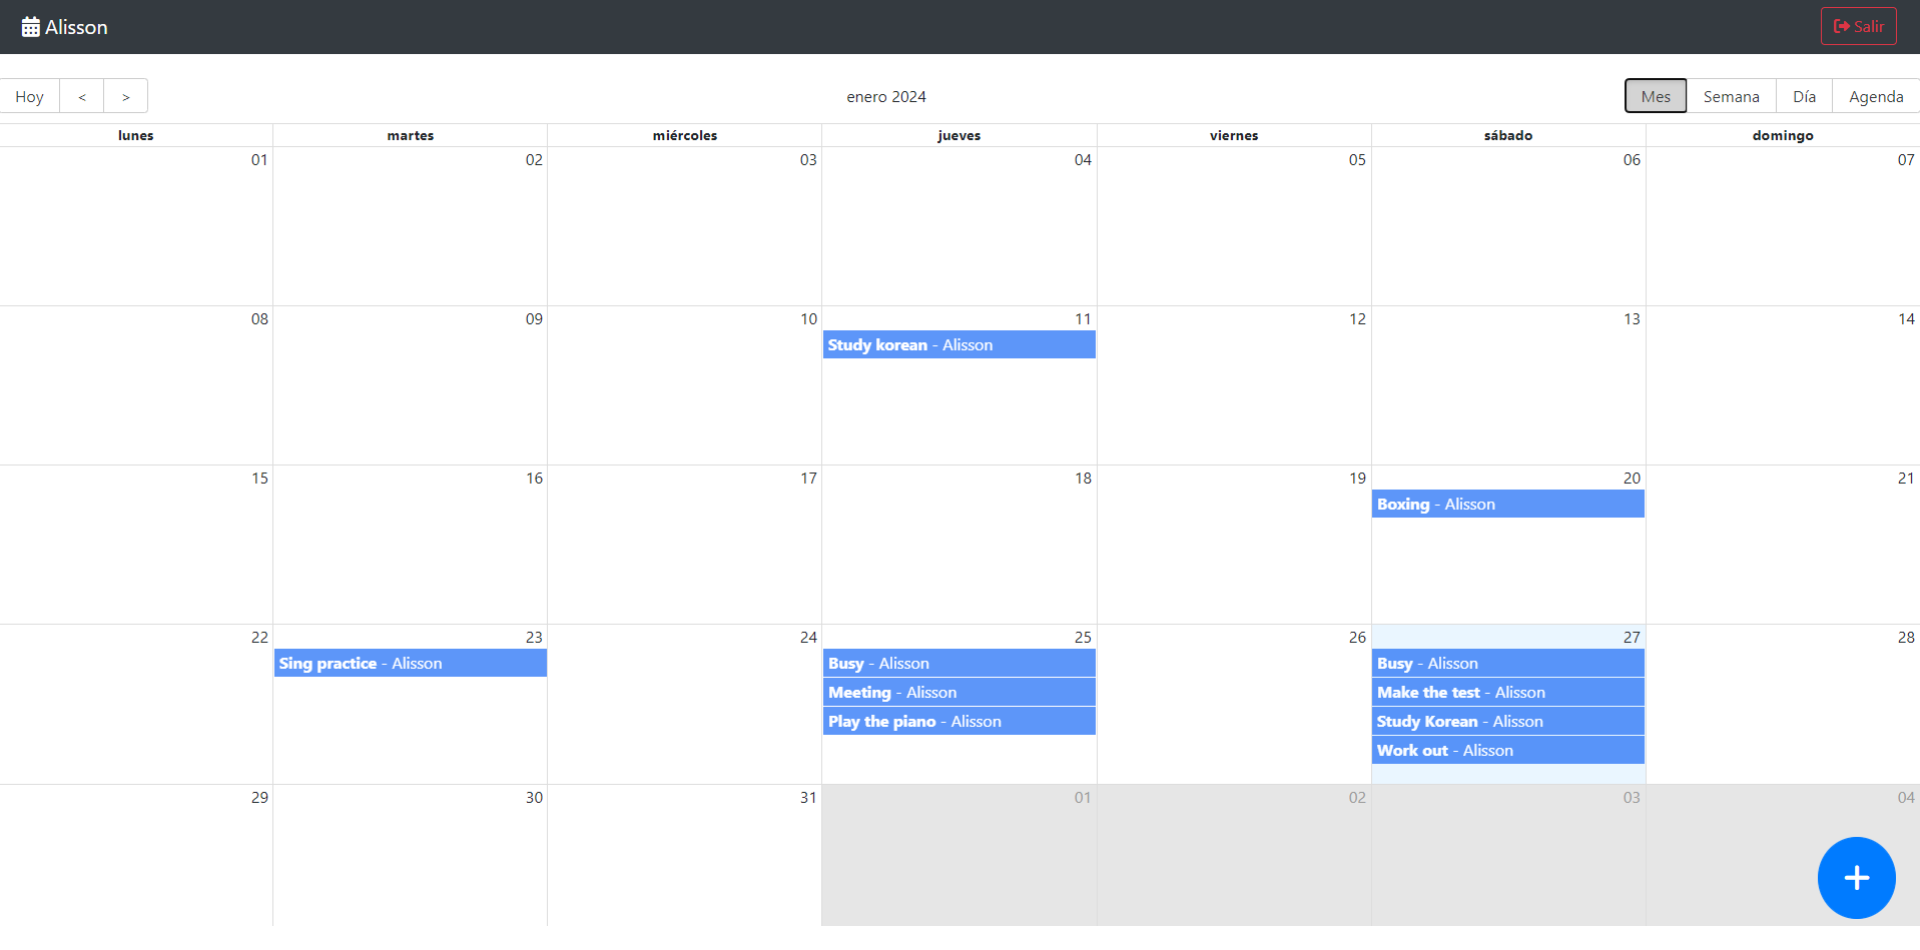 Alisson
Salir
Hoy < >
enero 2024
Mes Semana Día Agenda
lunes martes miércoles jueves viernes sábado domingo
01 02 03 04 05 06 07
08 09 10 11 12 13 14
Study korean - Alisson
15 16 17 18 19 20 21
Boxing - Alisson
22 23 24 25 26 27 28
Sing practice - Alisson Busy - Alisson Busy - Alisson
Meeting - Alisson Make the test - Alisson
Play the piano - Alisson Study Korean - Alisson
Work out - Alisson
29 30 31 01 02 03 04
+